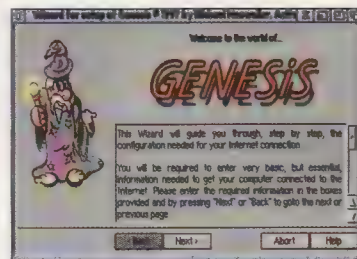 Welcome to the world of...
GENESiS
This Wizard will guide you through, step by step, the
configuration needed for your Internet connection
You will be required to enter very basic, but essential,
information needed to get your computer connected to the
Internet. Please enter the required information in the boxes
provided and by pressing "Next" or "Back" to goto the next or
previous page
Back
Next ›
Abort
Help